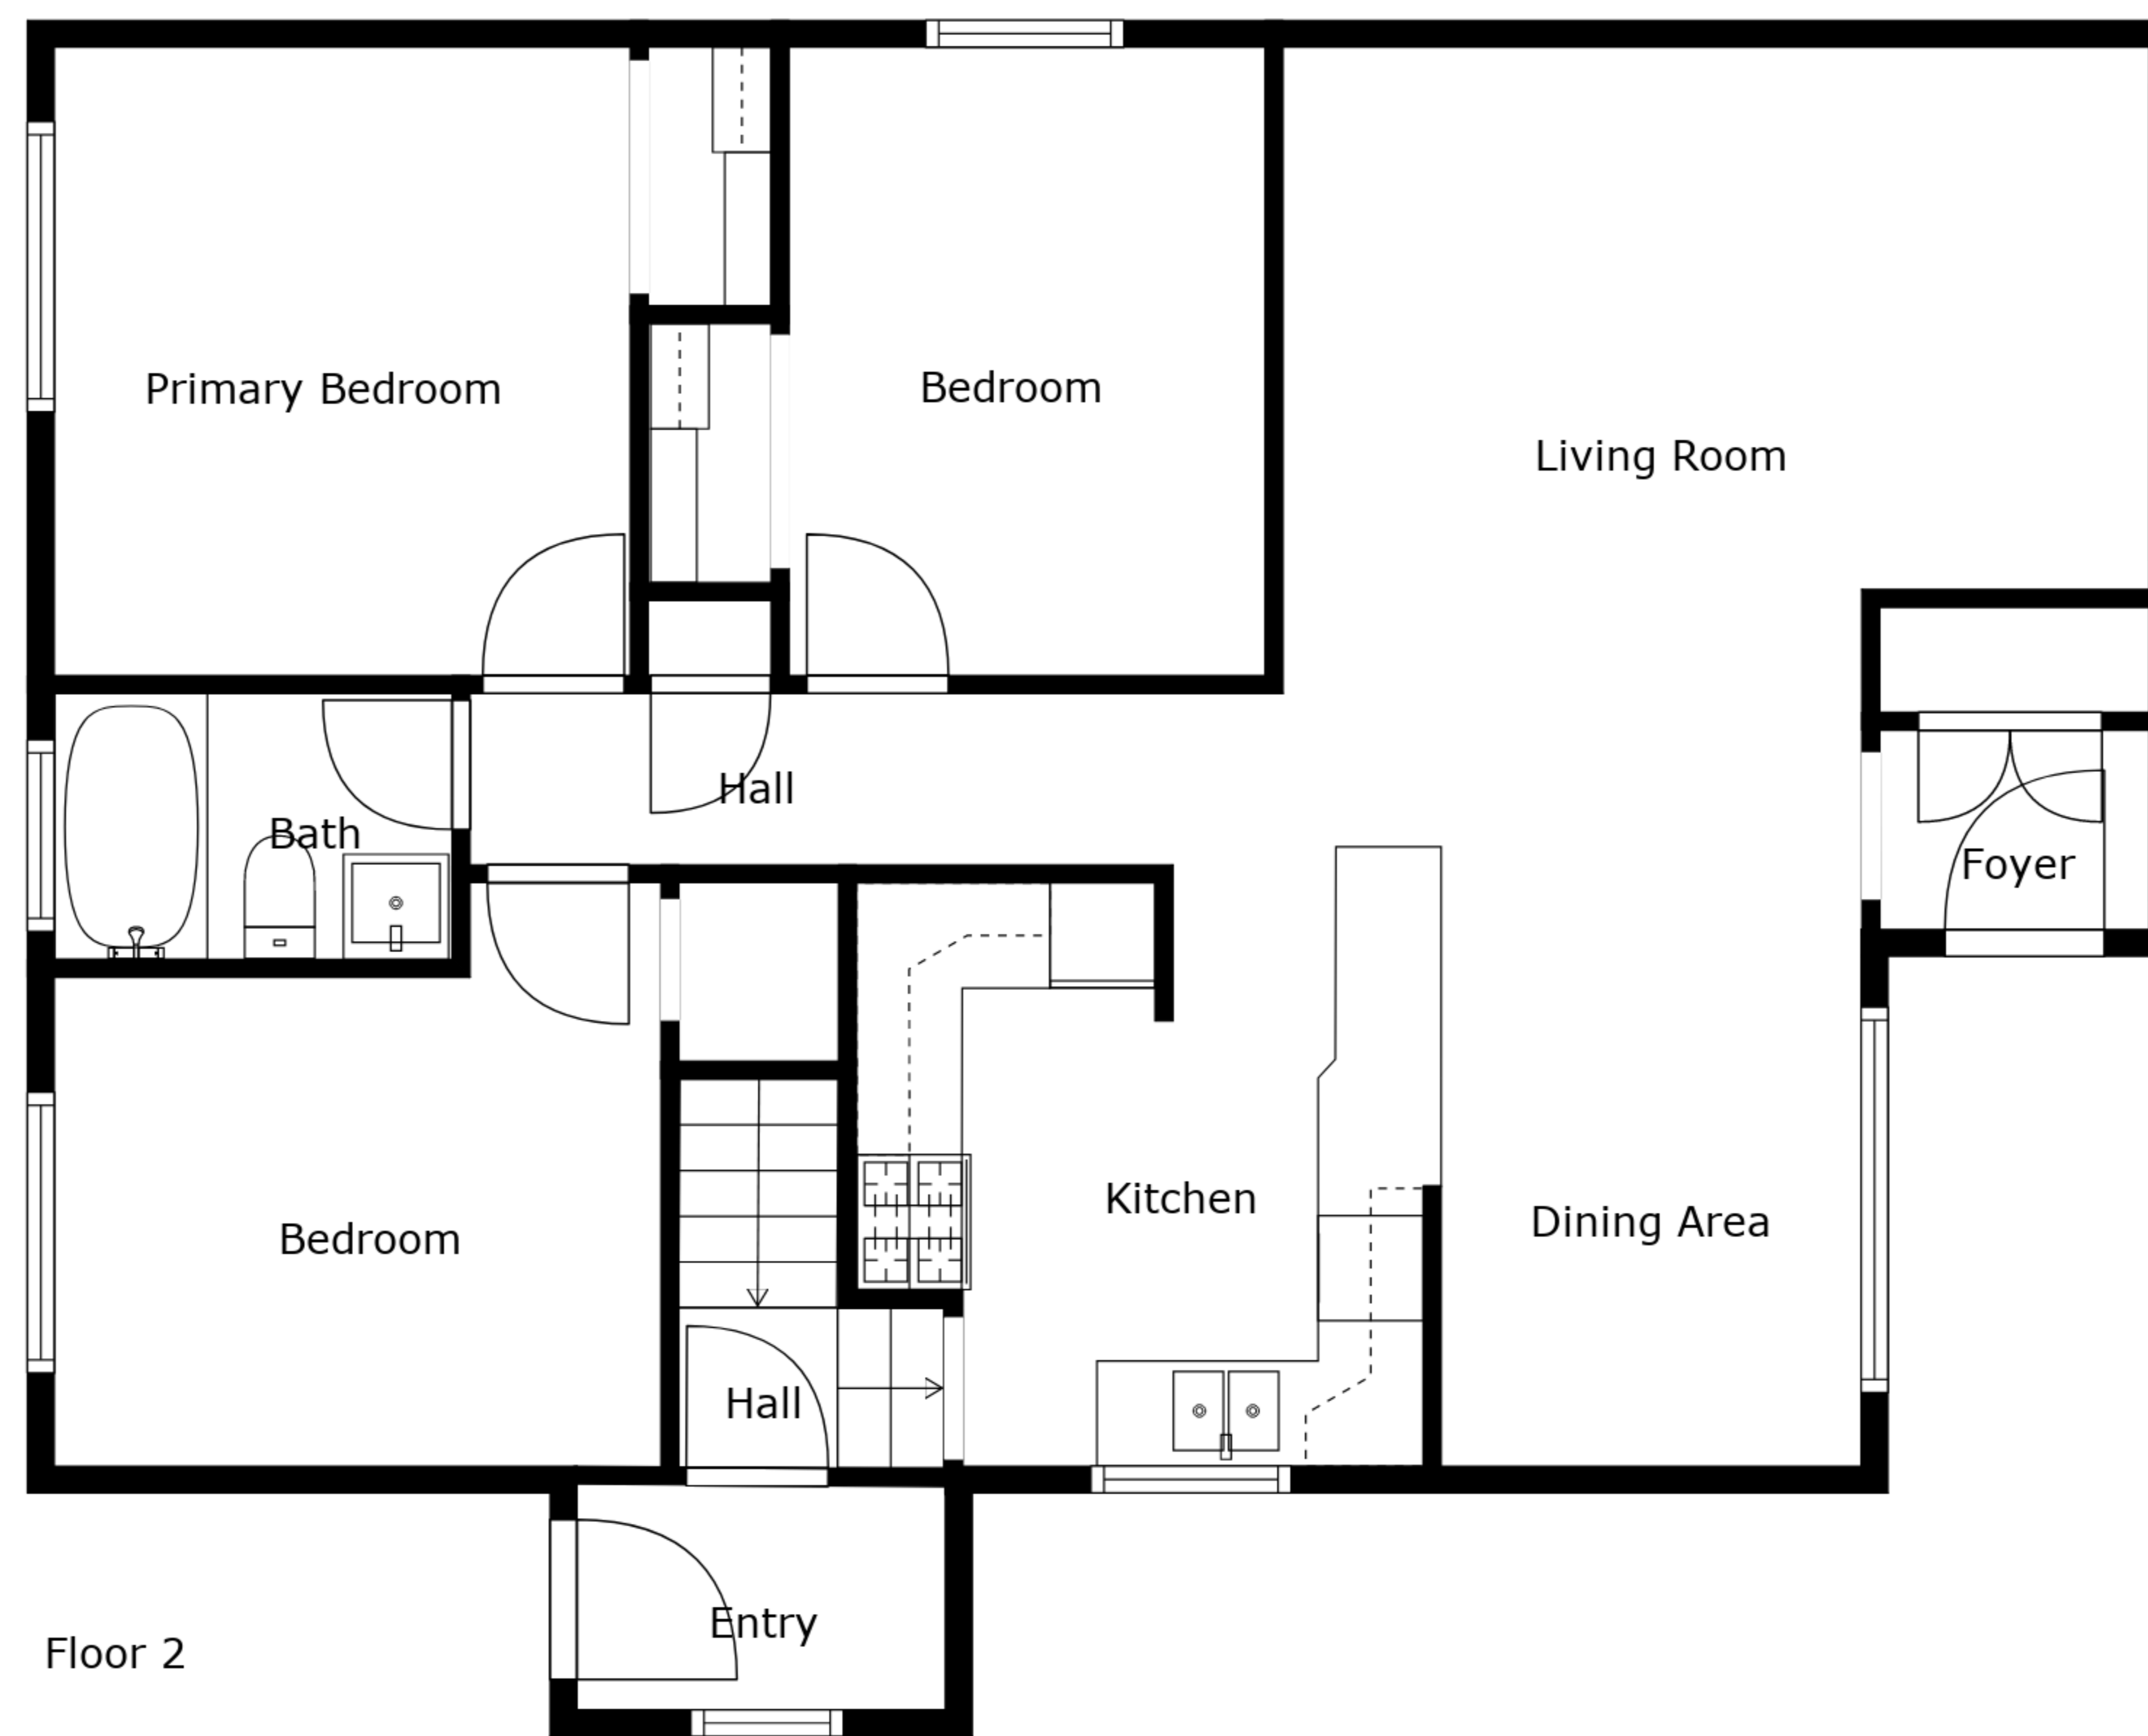 Primary Bedroom
Bedroom
Living Room
Hall
Bath
Foyer
Kitchen
Dining Area
Bedroom
Hall
Entry
Floor 2